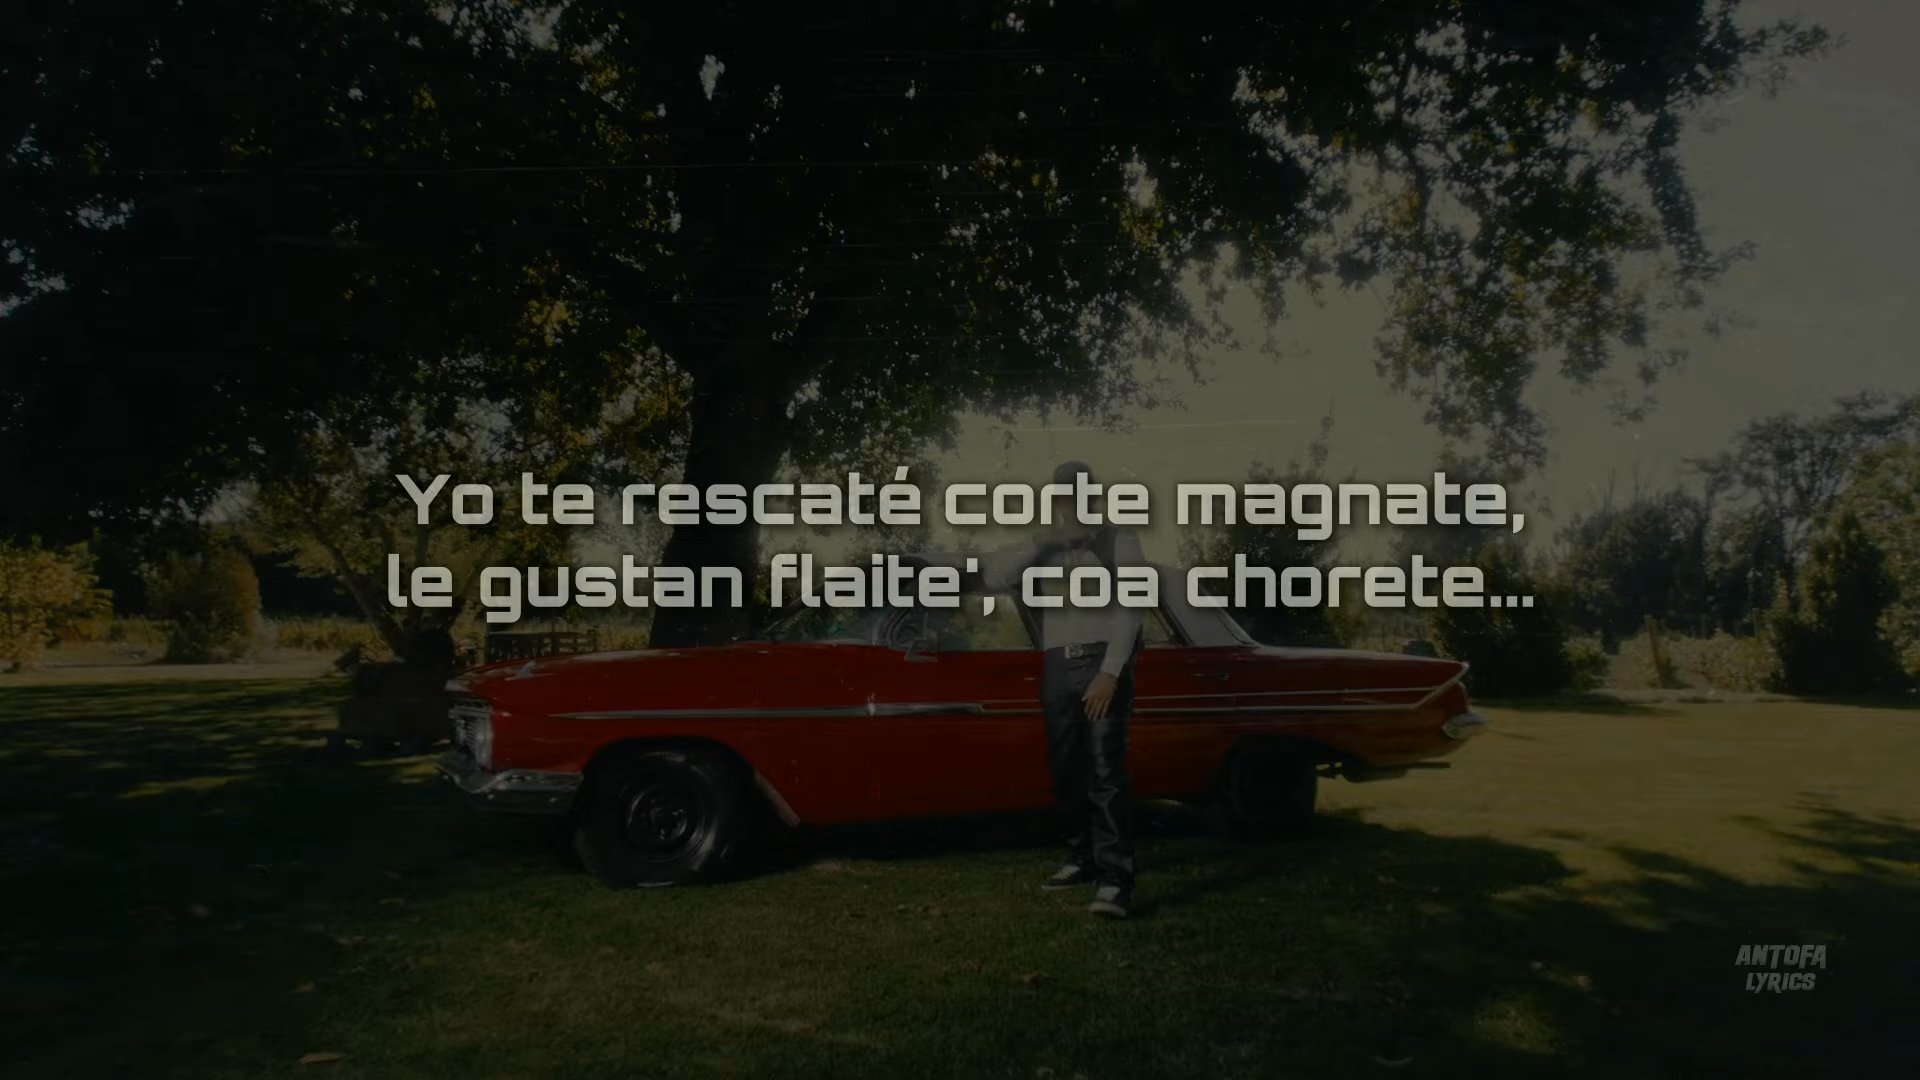 Yo te rescaté corte magnate,
le gustan flaite', coa chorete...
ANTOFA
LYRICS